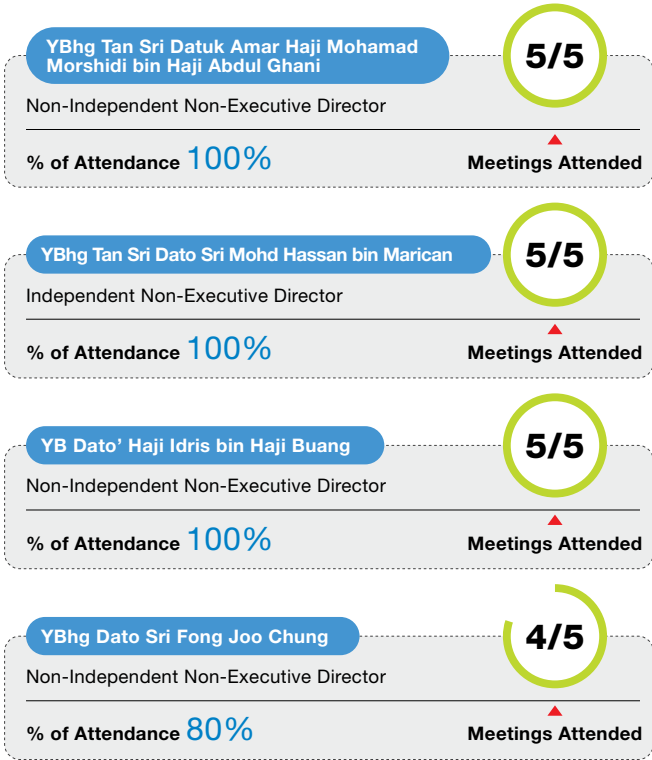 YBhg Tan Sri Datuk Amar Haji Mohamad
Morshidi bin Haji Abdul Ghani
5/5
Non-Independent Non-Executive Director
% of Attendance 100%
Meetings Attended
YBhg Tan Sri Dato Sri Mohd Hassan bin Marican
5/5
Independent Non-Executive Director
% of Attendance 100%
Meetings Attended
YB Dato’ Haji Idris bin Haji Buang
5/5
Non-Independent Non-Executive Director
% of Attendance 100%
Meetings Attended
YBhg Dato Sri Fong Joo Chung
4/5
Non-Independent Non-Executive Director
% of Attendance 80%
Meetings Attended